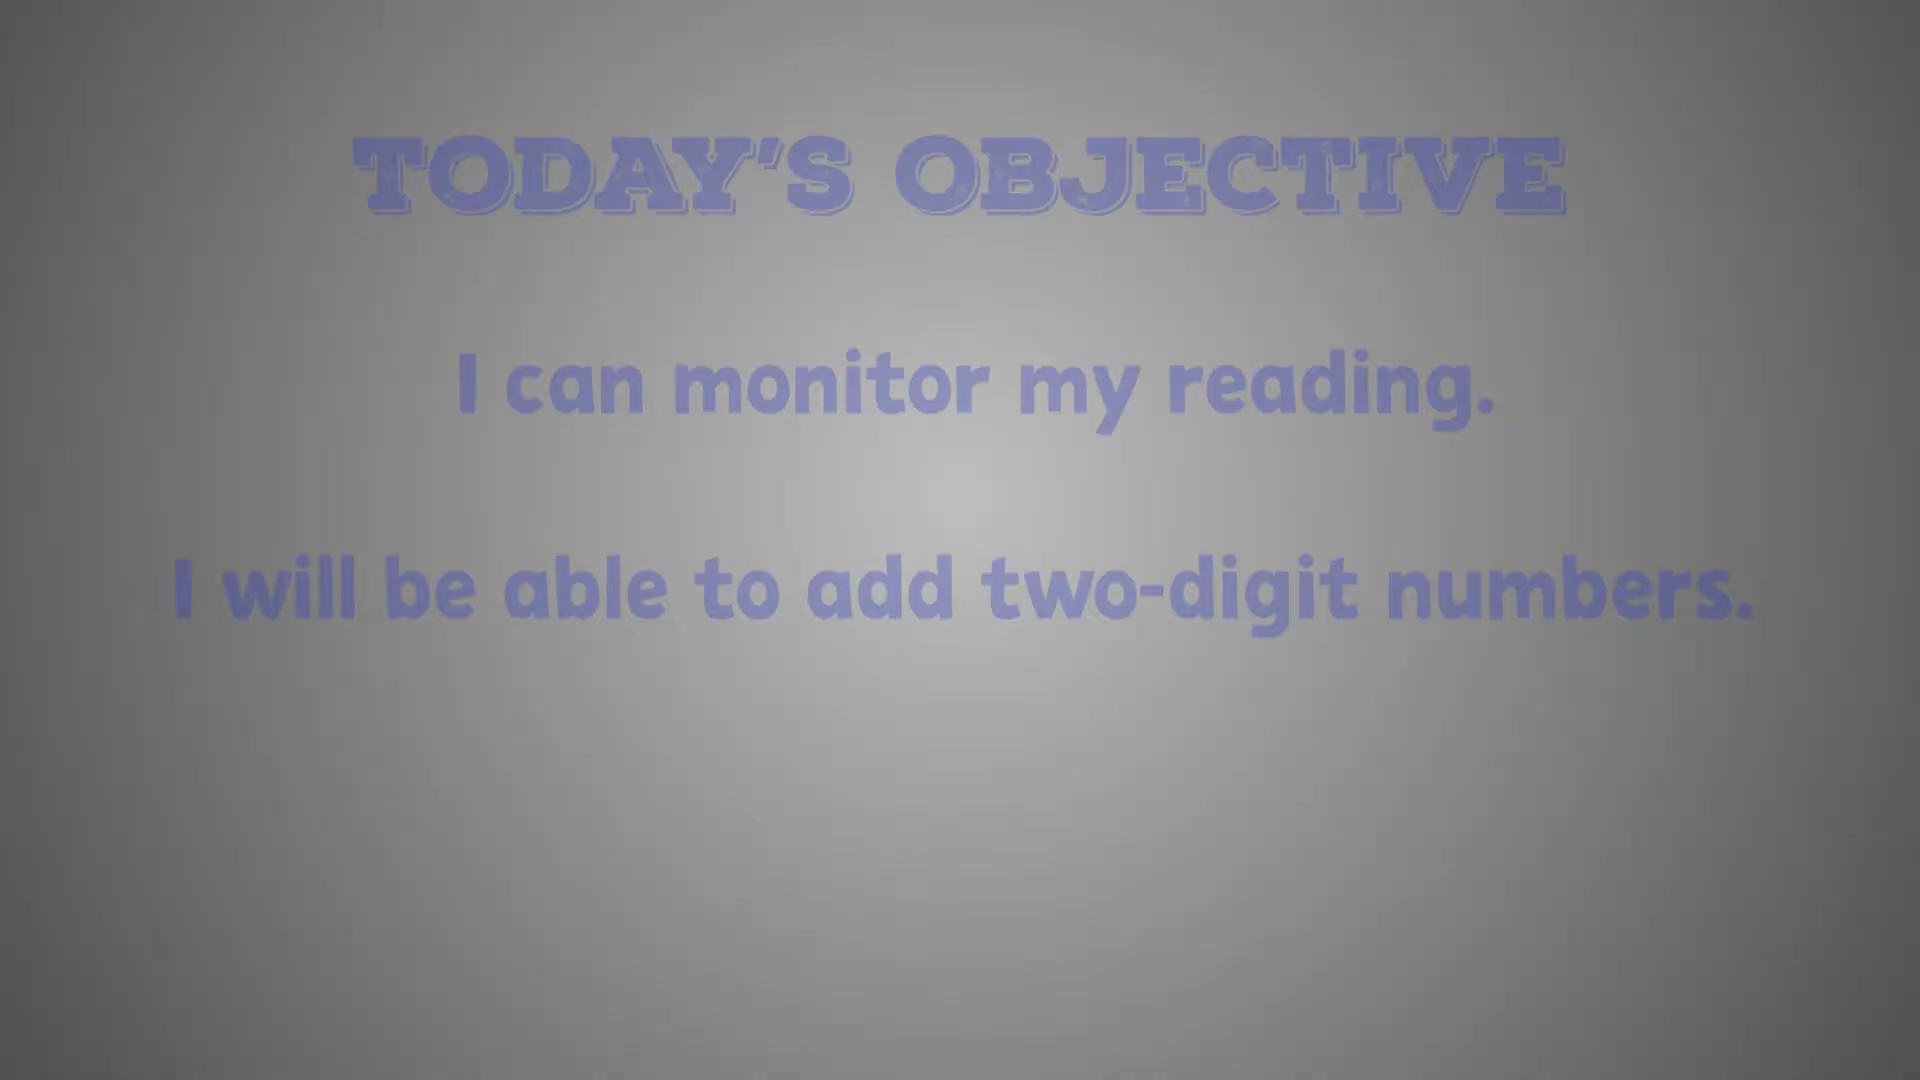 TODAY'S OBJECTIVE
I can monitor my reading.
I will be able to add two-digit numbers.